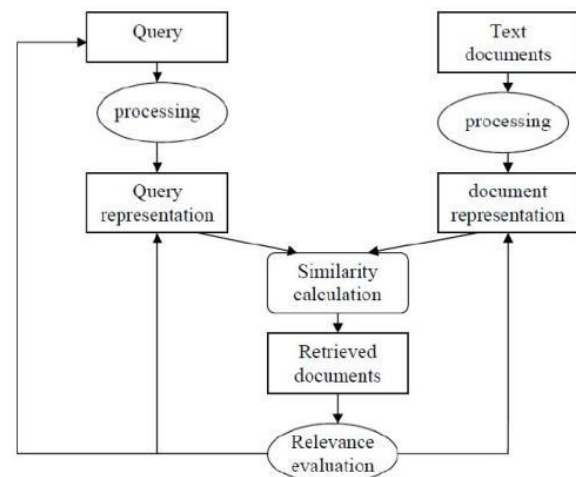 Query
Text
documents
processing
processing
Query
representation
document
representation
Similarity
calculation
Retrieved
documents
Relevance
evaluation